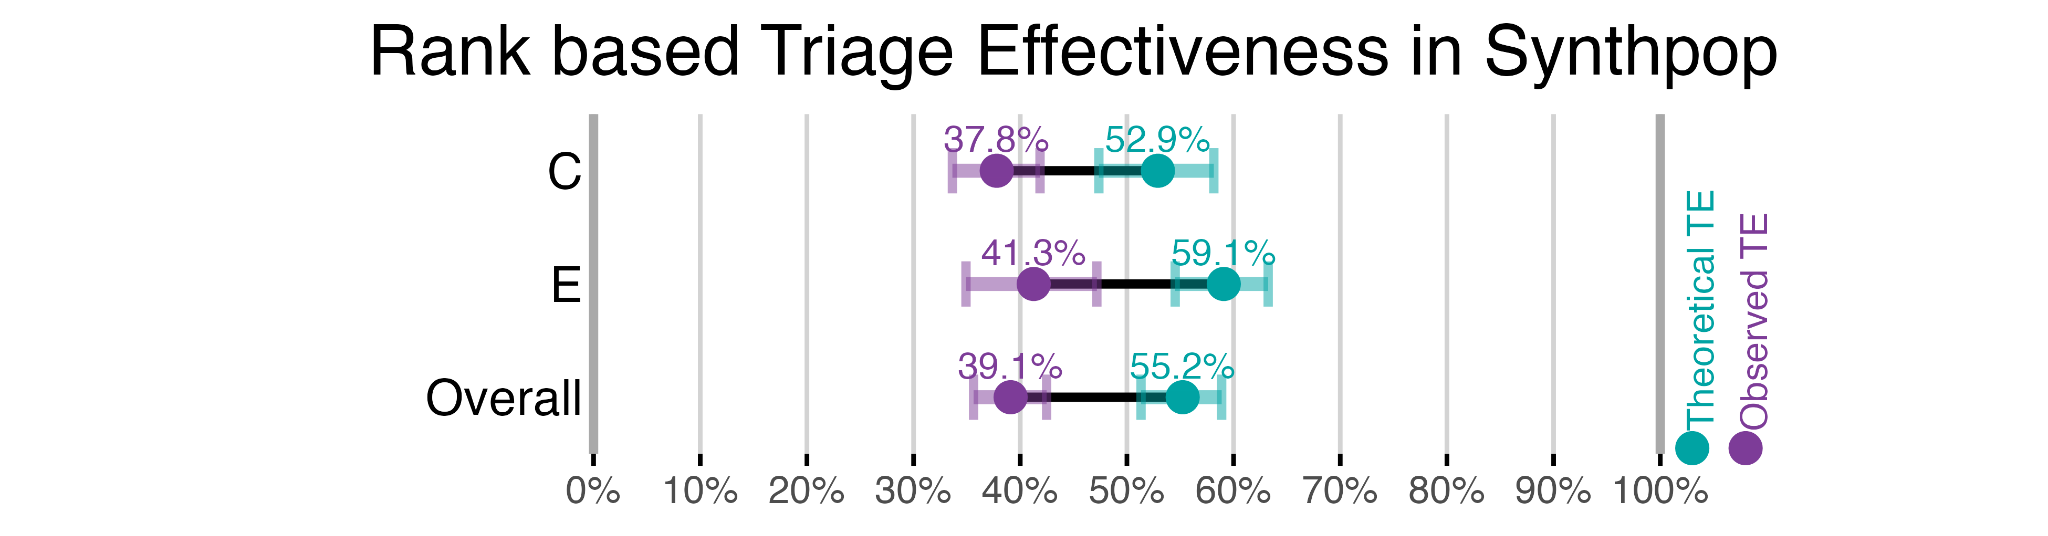 Rank based Triage Effectiveness in Synthpop
C
37.8%
52.9%
E
41.3%
59.1%
Overall
39.1%
55.2%
0% 10% 20% 30% 40% 50% 60% 70% 80% 90% 100%
Theoretical TE
Observed TE